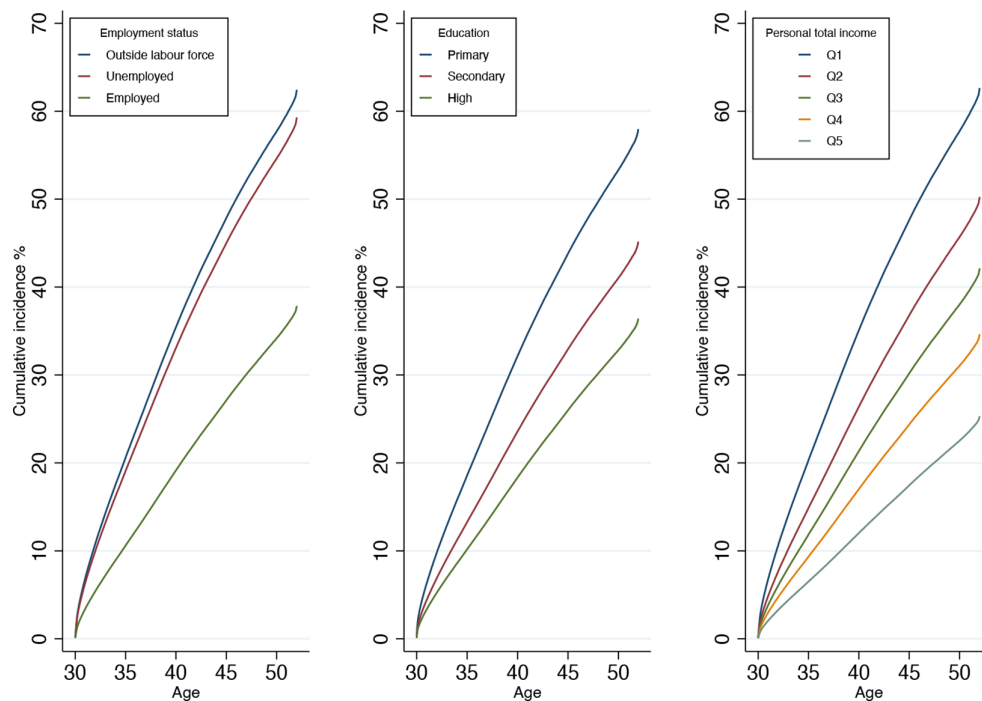 Employment status
Outside labour force
Unemployed
Employed
Cumulative incidence %
70
60
50
40
30
20
10
0
30 35 40 45 50
Age
Education
Primary
Secondary
High
Cumulative incidence %
70
60
50
40
30
20
10
0
30 35 40 45 50
Age
Personal total income
Q1
Q2
Q3
Q4
Q5
Cumulative incidence %
70
60
50
40
30
20
10
0
30 35 40 45 50
Age